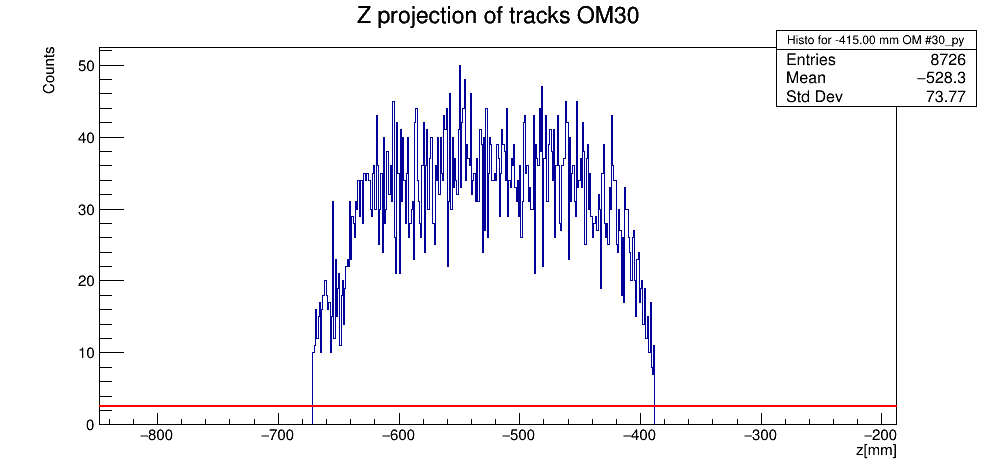 Z projection of tracks OM30
Histo for -415.00 mm OM #30_py
Entries 8726
Mean −528.3
Std Dev 73.77
Counts
50
40
30
20
10
0
−800 −700 −600 −500 −400 −300 −200
z[mm]